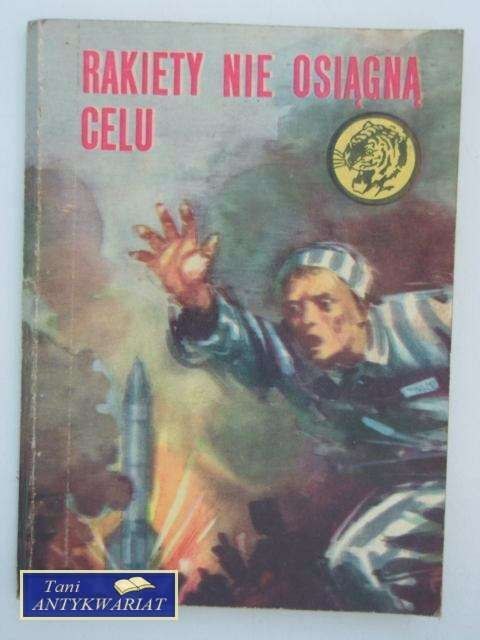 RAKIETY NIE OSIĄGNĄ
CELU
Tani
ANTYKWARIAT